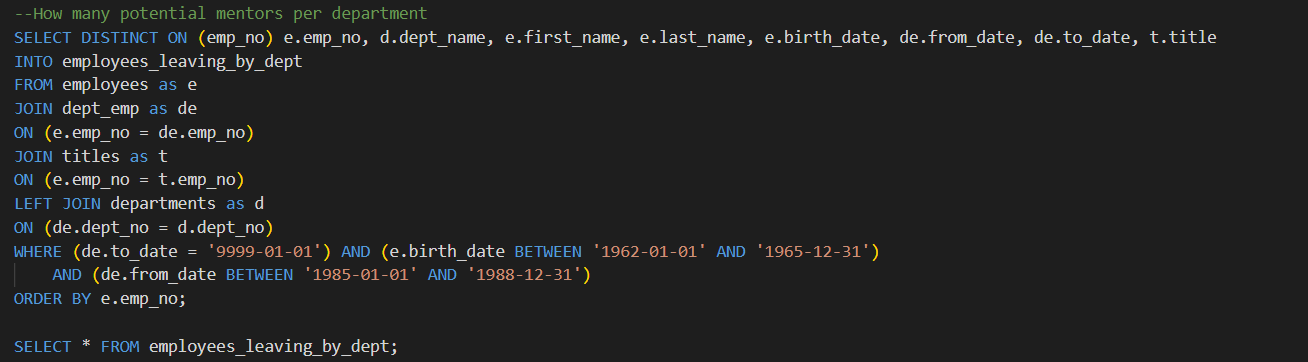 --How many potential mentors per department
SELECT DISTINCT ON (emp_no) e.emp_no, d.dept_name, e.first_name, e.last_name, e.birth_date, de.from_date, de.to_date, t.title
INTO employees_leaving_by_dept
FROM employees as e
JOIN dept_emp as de
ON (e.emp_no = de.emp_no)
JOIN titles as t
ON (e.emp_no = t.emp_no)
LEFT JOIN departments as d
ON (de.dept_no = d.dept_no)
WHERE (de.to_date = '9999-01-01') AND (e.birth_date BETWEEN '1962-01-01' AND '1965-12-31')
    AND (de.from_date BETWEEN '1985-01-01' AND '1988-12-31')
ORDER BY e.emp_no;
SELECT * FROM employees_leaving_by_dept;